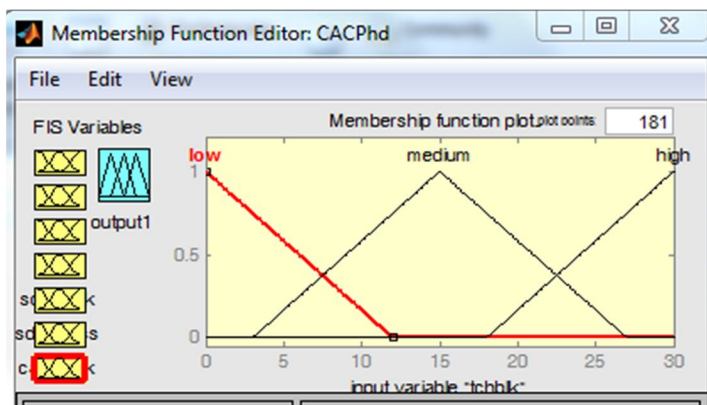 Membership Function Editor: CACPhd
File Edit View
FIS Variables
Membership function plots plot points: 181
low medium high
output1
1
0.5
0
0 5 10 15 20 25 30
input variable "tchblk"